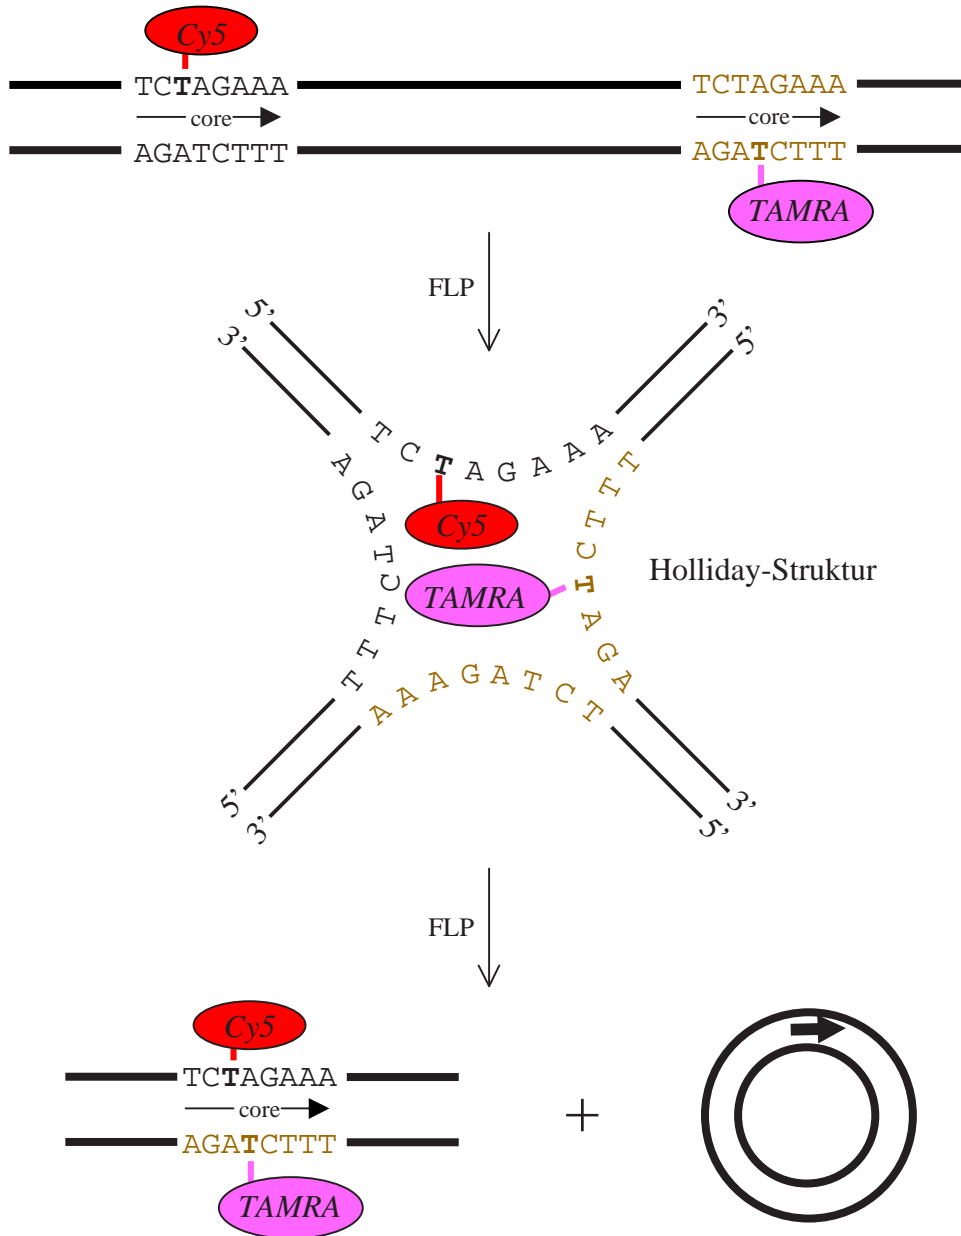 Cy5
TCTAGAAA TCTAGAAA
core core
AGATCTTT AGATCTTT
TAMRA
FLP
5’ 3’
3’ 5’
TCTAGAAA
AGATCTTT
TTTCTAGA
Cy5
TAMRA
Holliday-Struktur
AAAGATCT
5’ 3’
3’ 5’
FLP
Cy5
TCTAGAAA
core
+
AGATCTTT
TAMRA